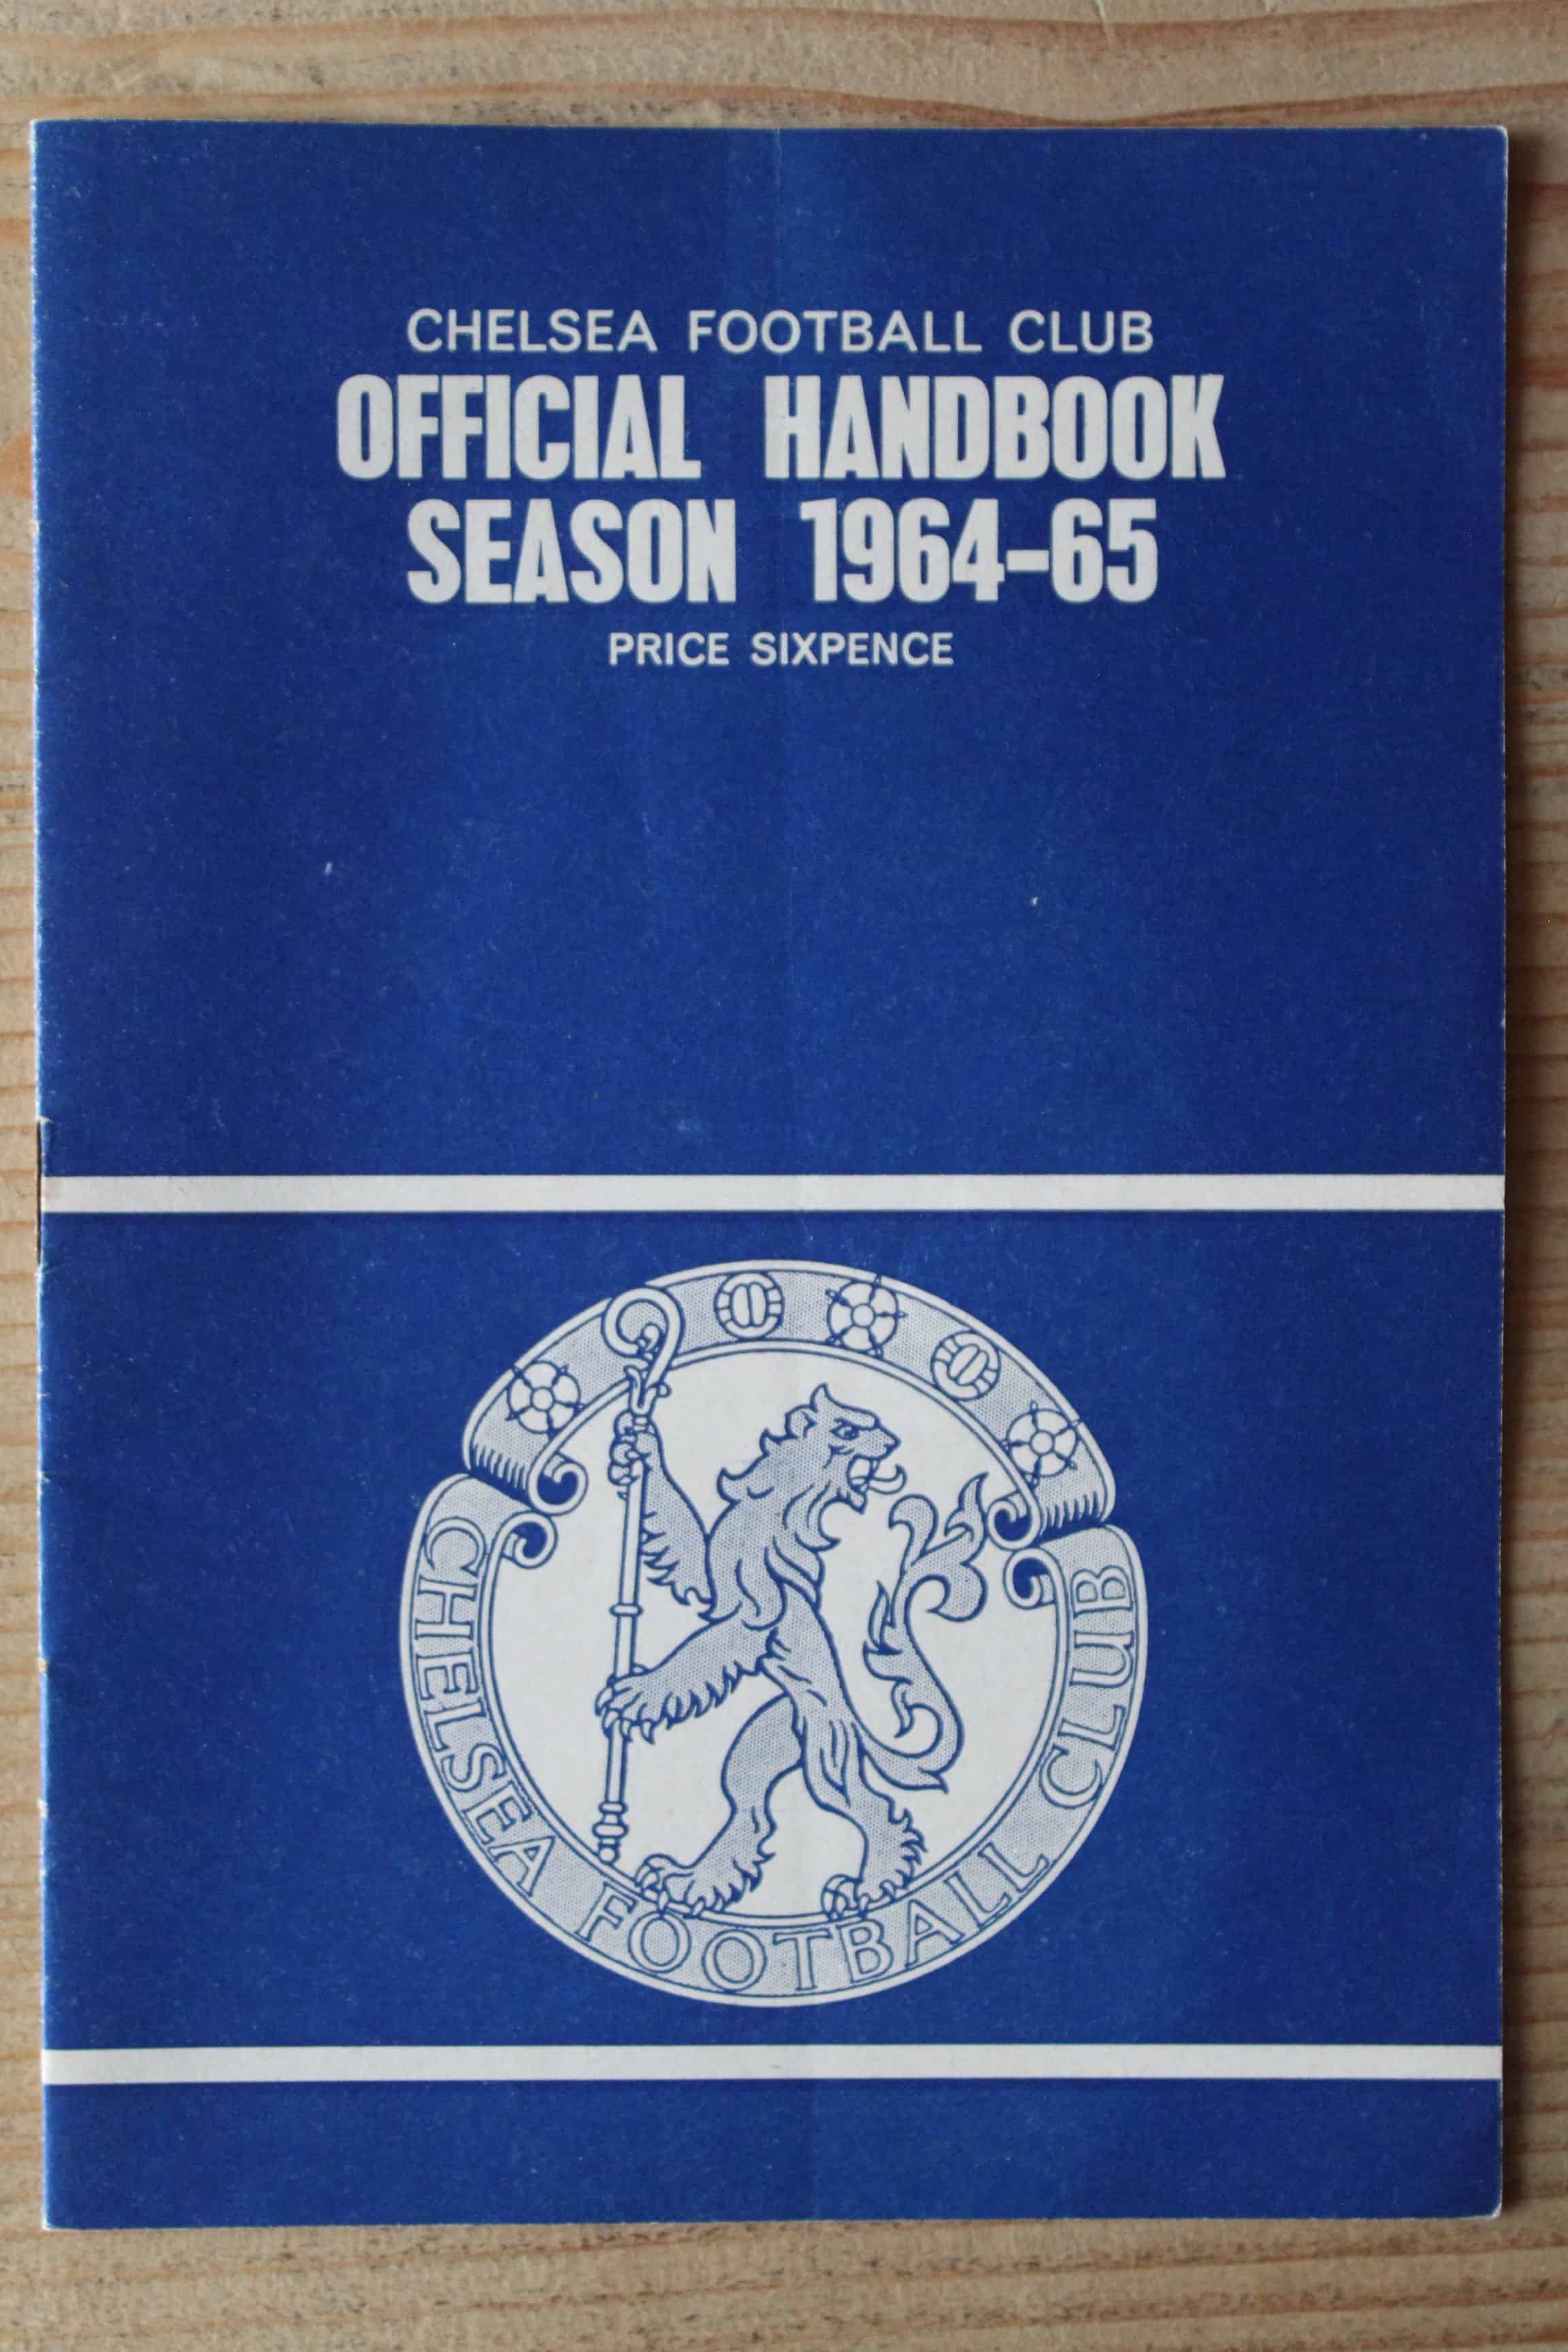 CHELSEA FOOTBALL CLUB
OFFICIAL HANDBOOK
SEASON 1964-65
PRICE SIXPENCE
CHELSEA FOOTBALL CLUB